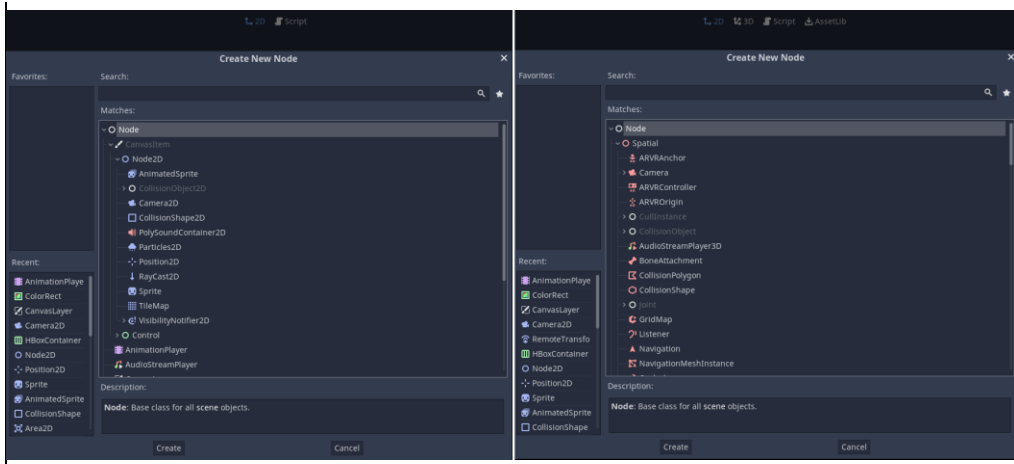 2D Script
Create New Node
Favorites:
Search:
Matches:
Node
CanvasItem
Node2D
AnimatedSprite
CollisionObject2D
Camera2D
CollisionShape2D
PolySoundContainer2D
Particles2D
Position2D
RayCast2D
Sprite
TileMap
VisibilityNotifier2D
Control
AnimationPlayer
AudioStreamPlayer
Recent:
AnimationPlaye
ColorRect
CanvasLayer
Camera2D
HBoxContainer
Node2D
Position2D
Sprite
AnimatedSprite
CollisionShape
Area2D
Description:
Node: Base class for all scene objects.
Create Cancel
2D 3D Script AssetLib
Create New Node
Favorites:
Search:
Matches:
Node
Spatial
ARVRAnchor
Camera
ARVRController
ARVROrigin
CullInstance
CollisionObject
AudioStreamPlayer3D
BoneAttachment
CollisionPolygon
CollisionShape
Joint
GridMap
Listener
Navigation
NavigationMeshInstance
Recent:
AnimationPlaye
ColorRect
CanvasLayer
Camera2D
RemoteTransfo
HBoxContainer
Node2D
Position2D
Sprite
AnimatedSprite
CollisionShape
Description:
Node: Base class for all scene objects.
Create Cancel